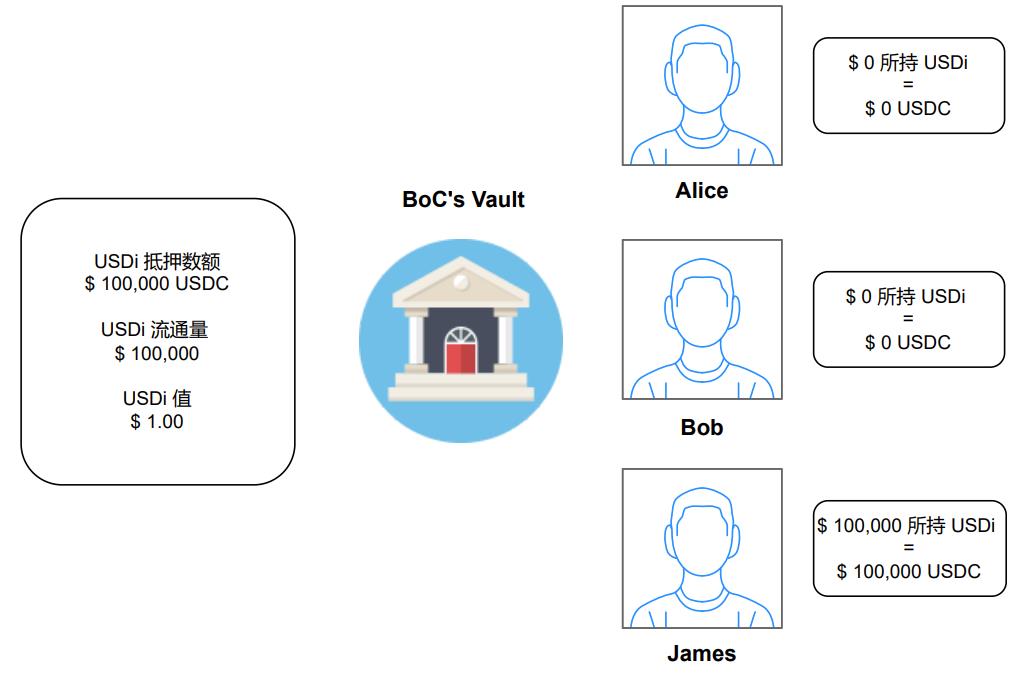 USDi 抵押数额
$ 100,000 USDC
USDi 流通量
$ 100,000
USDi 值
$ 1.00
BoC's Vault
$ 0 所持 USDi
=
$ 0 USDC
Alice
$ 0 所持 USDi
=
$ 0 USDC
Bob
$ 100,000 所持 USDi
=
$ 100,000 USDC
James